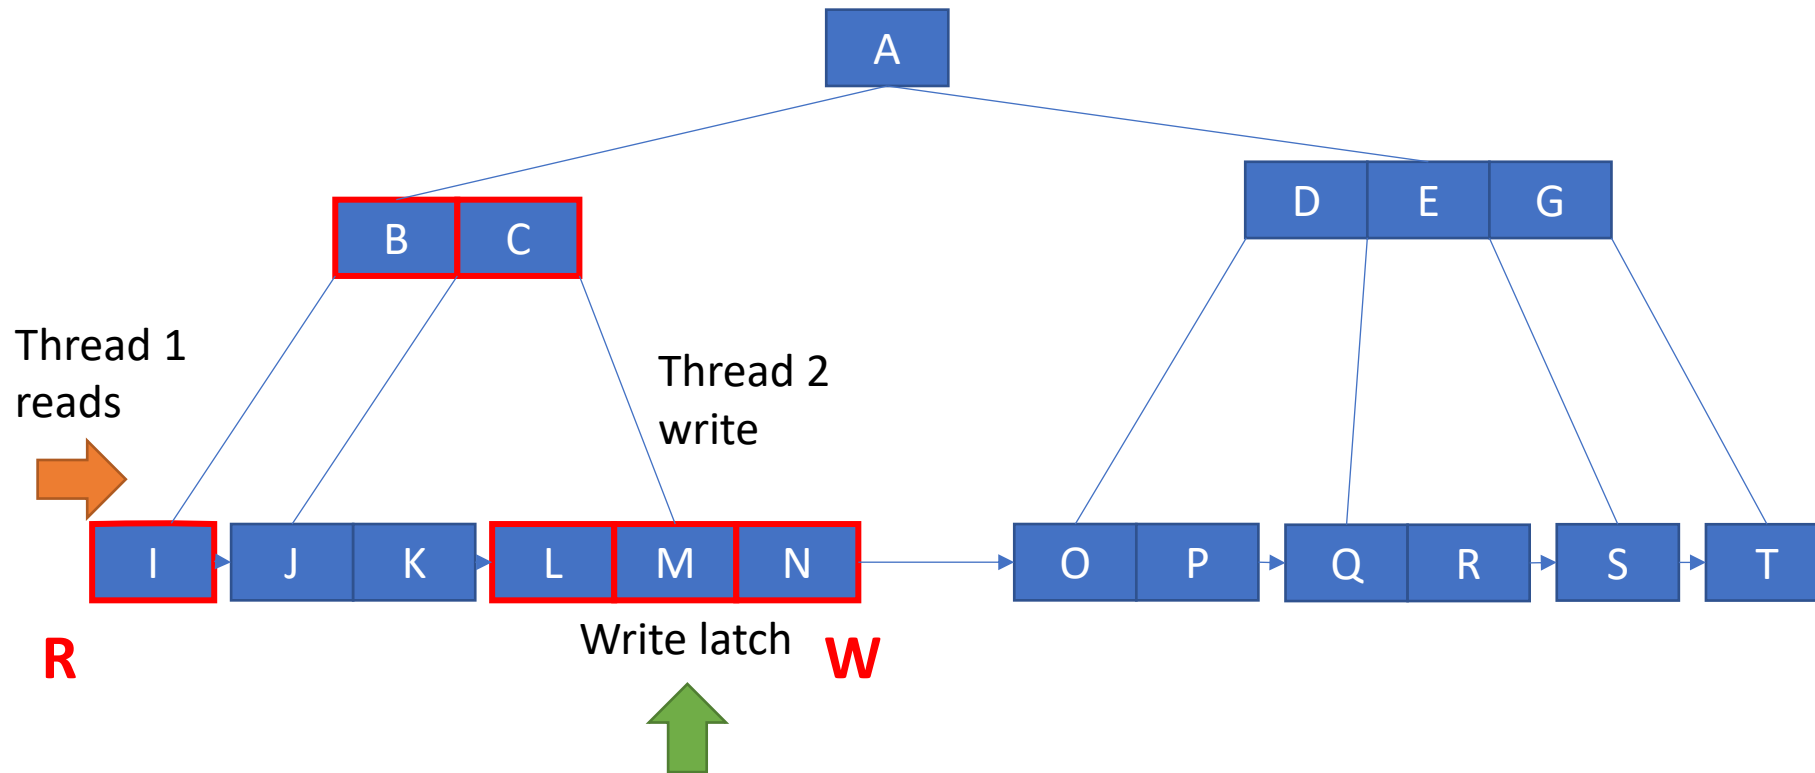 A
B C
D E G
Thread 1
reads
Thread 2
write
I J K L M N O P Q R S T
R
Write latch
W